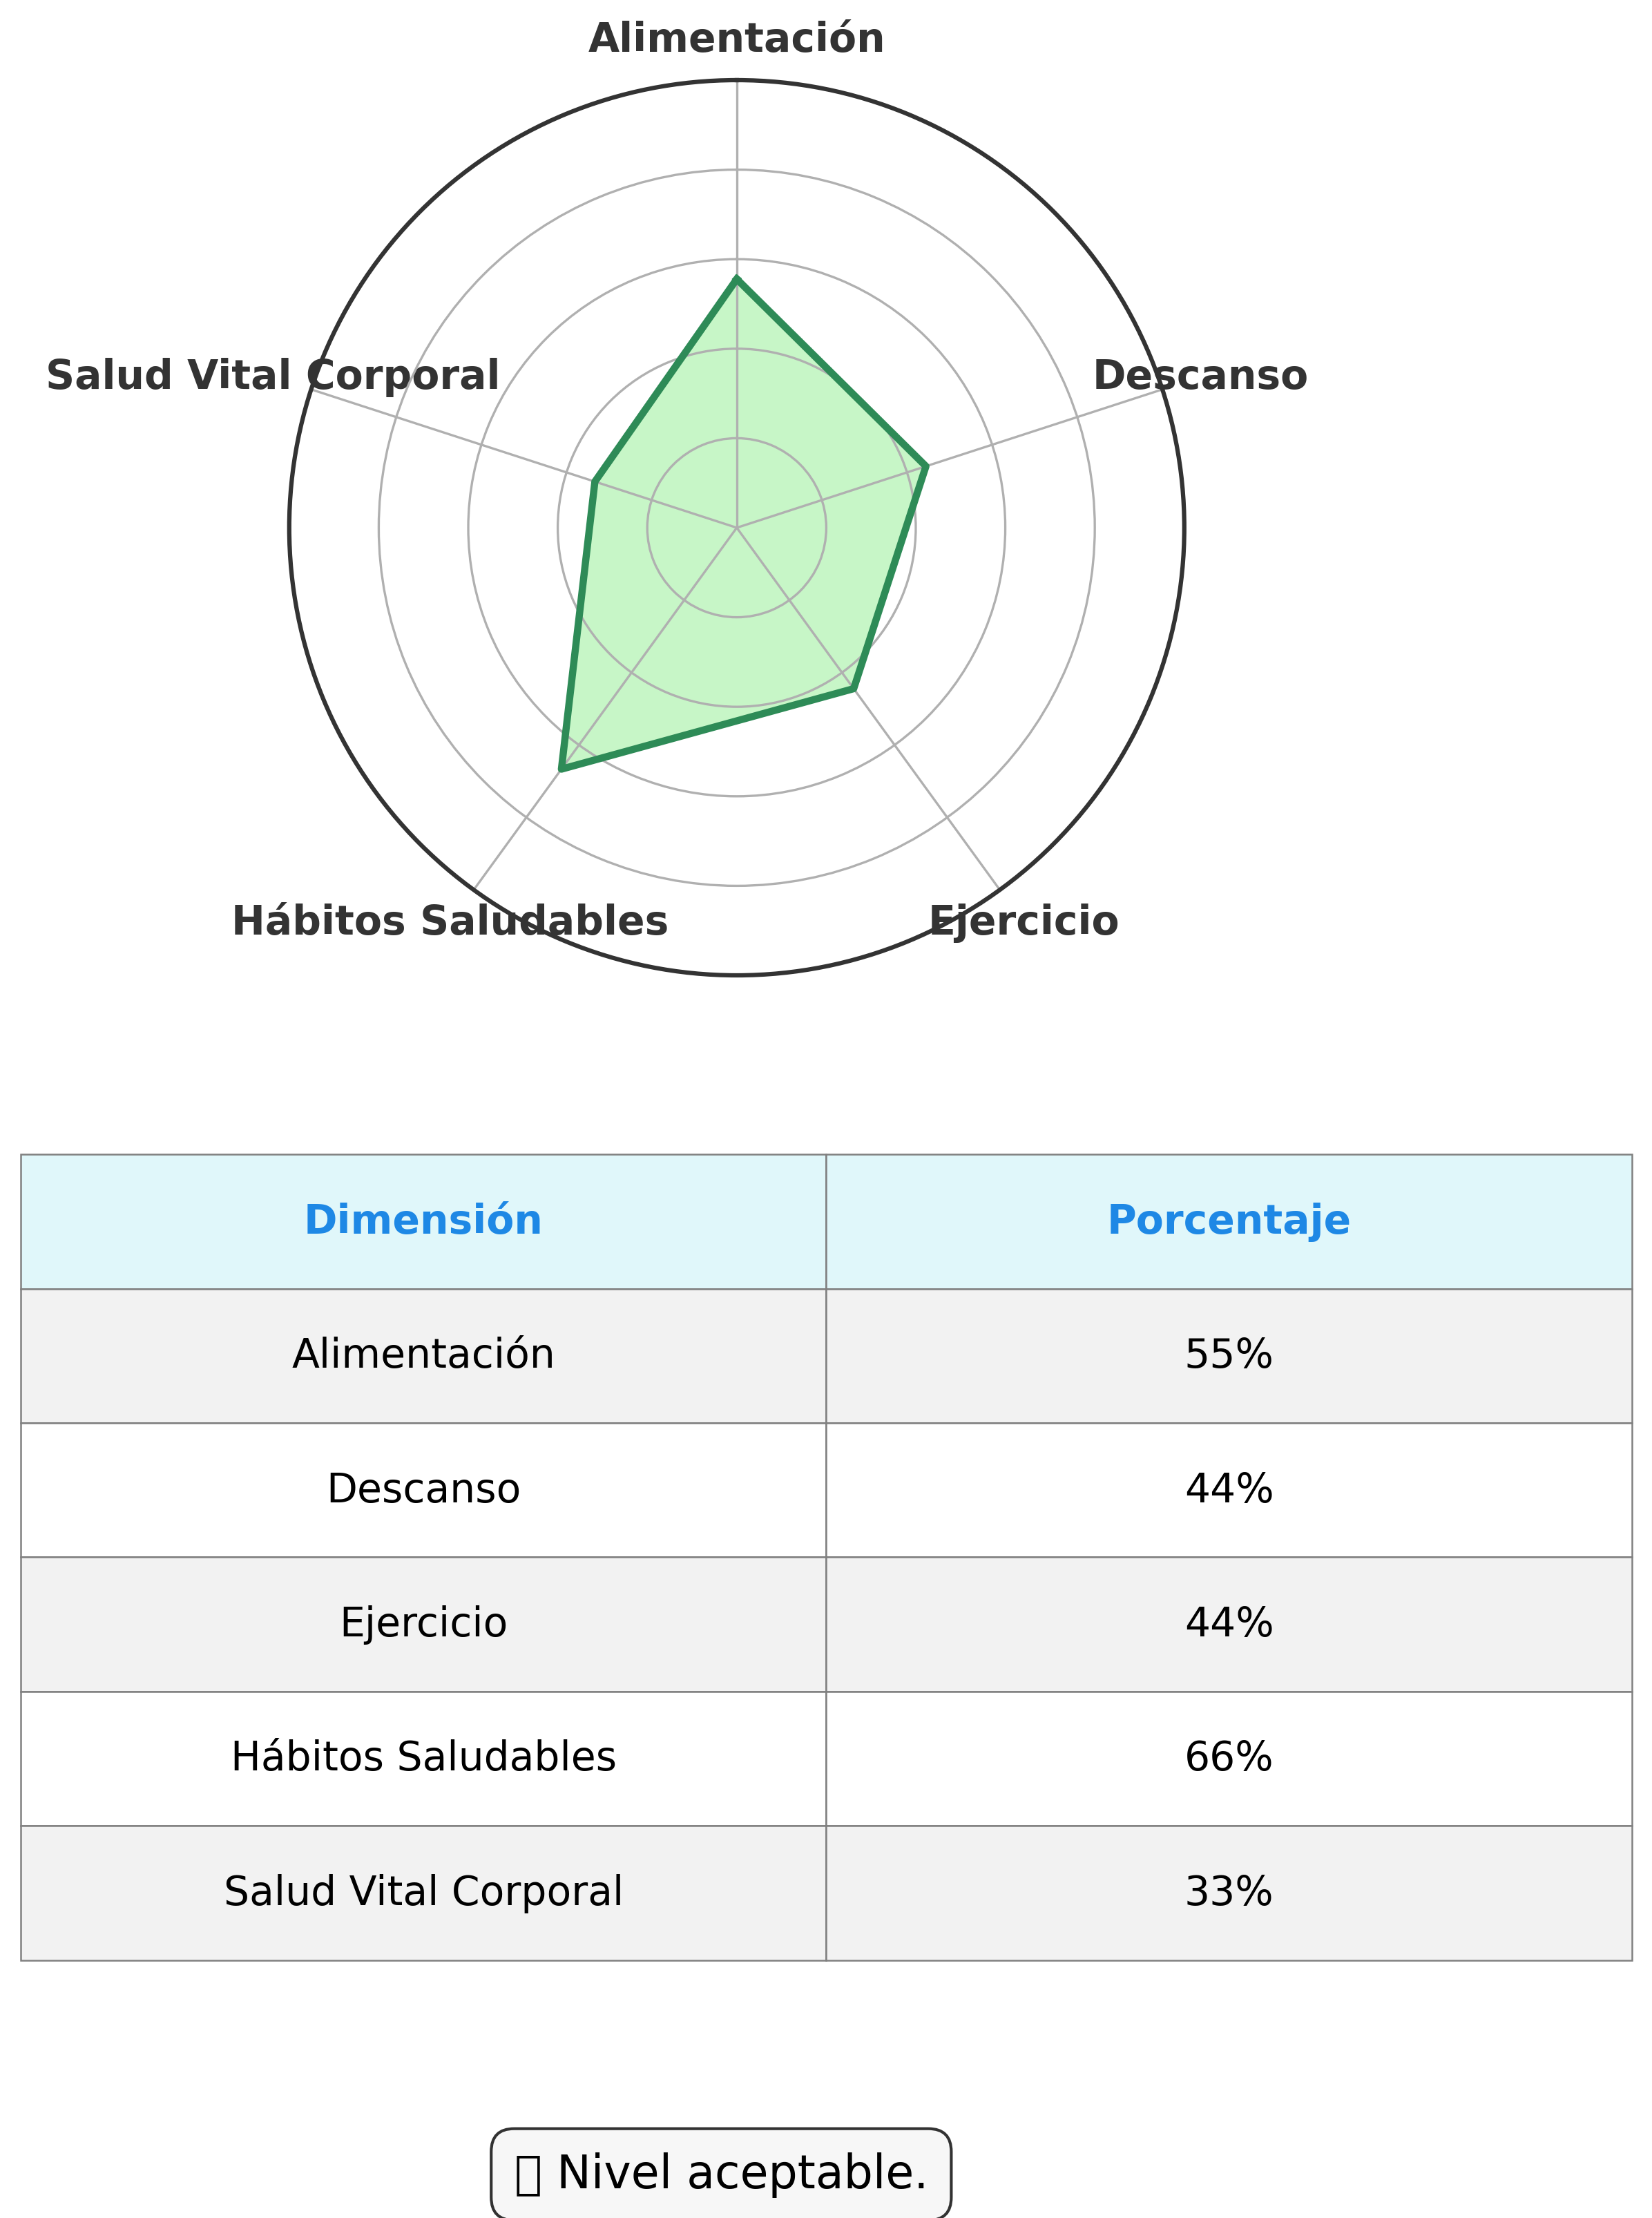 Alimentación
Salud Vital Corporal
Descanso
Hábitos Saludables
Ejercicio
Dimensión Porcentaje
Alimentación 55%
Descanso 44%
Ejercicio 44%
Hábitos Saludables 66%
Salud Vital Corporal 33%
Nivel aceptable.